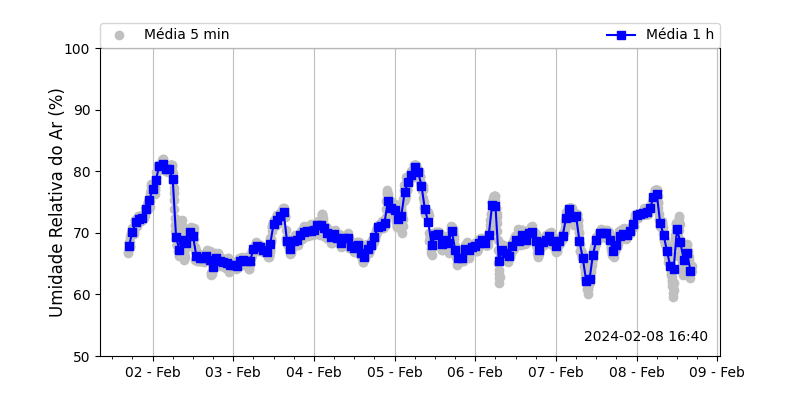 Média 5 min Média 1 h
100
90
80
70
60
50
Umidade Relativa do Ar (%)
2024-02-08 16:40
02 - Feb 03 - Feb 04 - Feb 05 - Feb 06 - Feb 07 - Feb 08 - Feb 09 - Feb